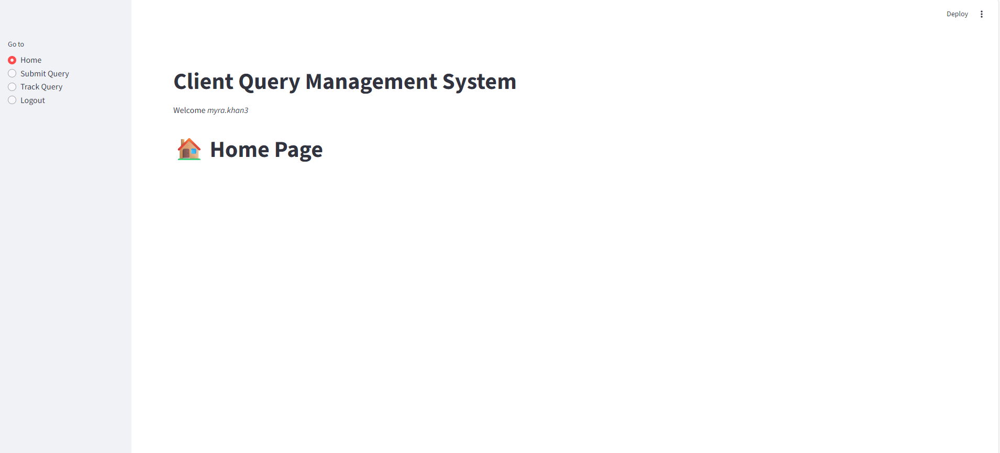 Deploy
Go to
Home
Submit Query
Track Query
Logout
Client Query Management System
Welcome myra.khan3
Home Page